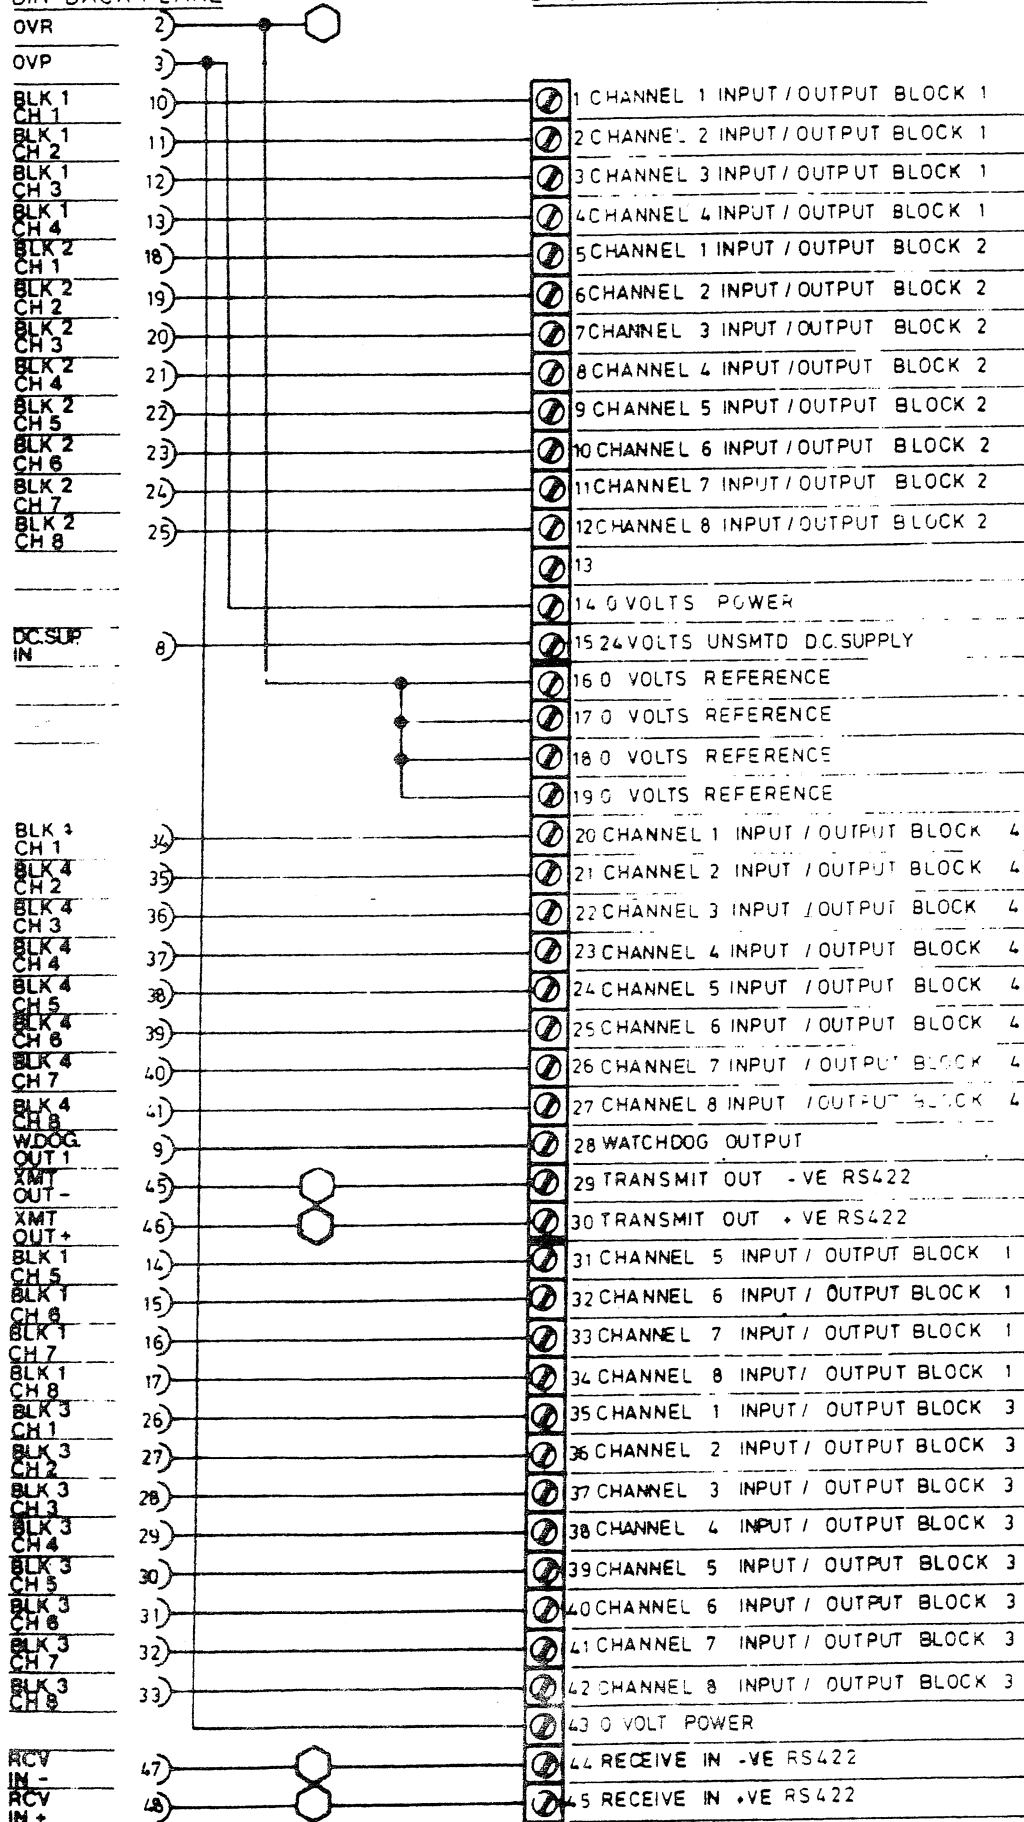 DIN BACK PLANE
OVR 2
OVP 3
BLK 1 CH 1 10 1 CHANNEL 1 INPUT/OUTPUT BLOCK 1
BLK 1 CH 2 11 2 CHANNEL 2 INPUT/OUTPUT BLOCK 1
BLK 1 CH 3 12 3 CHANNEL 3 INPUT/OUTPUT BLOCK 1
BLK 1 CH 4 13 4 CHANNEL 4 INPUT/OUTPUT BLOCK 1
BLK 2 CH 1 18 5 CHANNEL 1 INPUT/OUTPUT BLOCK 2
BLK 2 CH 2 19 6 CHANNEL 2 INPUT/OUTPUT BLOCK 2
BLK 2 CH 3 20 7 CHANNEL 3 INPUT/OUTPUT BLOCK 2
BLK 2 CH 4 21 8 CHANNEL 4 INPUT/OUTPUT BLOCK 2
BLK 2 CH 5 22 9 CHANNEL 5 INPUT/OUTPUT BLOCK 2
BLK 2 CH 6 23 10 CHANNEL 6 INPUT/OUTPUT BLOCK 2
BLK 2 CH 7 24 11 CHANNEL 7 INPUT/OUTPUT BLOCK 2
BLK 2 CH 8 25 12 CHANNEL 8 INPUT/OUTPUT BLOCK 2
13
14 0 VOLTS POWER
DC.SUP. IN 8 15 24 VOLTS UNSMTD D.C.SUPPLY
16 0 VOLTS REFERENCE
17 0 VOLTS REFERENCE
18 0 VOLTS REFERENCE
19 0 VOLTS REFERENCE
BLK 4 CH 1 34 20 CHANNEL 1 INPUT / OUTPUT BLOCK 4
BLK 4 CH 2 35 21 CHANNEL 2 INPUT / OUTPUT BLOCK 4
BLK 4 CH 3 36 22 CHANNEL 3 INPUT / OUTPUT BLOCK 4
BLK 4 CH 4 37 23 CHANNEL 4 INPUT / OUTPUT BLOCK 4
BLK 4 CH 5 38 24 CHANNEL 5 INPUT / OUTPUT BLOCK 4
BLK 4 CH 6 39 25 CHANNEL 6 INPUT / OUTPUT BLOCK 4
BLK 4 CH 7 40 26 CHANNEL 7 INPUT / OUTPUT BLOCK 4
BLK 4 CH 8 41 27 CHANNEL 8 INPUT / OUTPUT BLOCK 4
W.DOG. OUT 1 9 28 WATCHDOG OUTPUT
XMT OUT - 45 29 TRANSMIT OUT -VE RS422
XMT OUT + 46 30 TRANSMIT OUT +VE RS422
BLK 1 CH 5 14 31 CHANNEL 5 INPUT / OUTPUT BLOCK 1
BLK 1 CH 6 15 32 CHANNEL 6 INPUT / OUTPUT BLOCK 1
BLK 1 CH 7 16 33 CHANNEL 7 INPUT / OUTPUT BLOCK 1
BLK 1 CH 8 17 34 CHANNEL 8 INPUT / OUTPUT BLOCK 1
BLK 3 CH 1 26 35 CHANNEL 1 INPUT / OUTPUT BLOCK 3
BLK 3 CH 2 27 36 CHANNEL 2 INPUT / OUTPUT BLOCK 3
BLK 3 CH 3 28 37 CHANNEL 3 INPUT / OUTPUT BLOCK 3
BLK 3 CH 4 29 38 CHANNEL 4 INPUT / OUTPUT BLOCK 3
BLK 3 CH 5 30 39 CHANNEL 5 INPUT / OUTPUT BLOCK 3
BLK 3 CH 6 31 40 CHANNEL 6 INPUT / OUTPUT BLOCK 3
BLK 3 CH 7 32 41 CHANNEL 7 INPUT / OUTPUT BLOCK 3
BLK 3 CH 8 33 42 CHANNEL 8 INPUT / OUTPUT BLOCK 3
43 0 VOLT POWER
RCV IN - 47 44 RECEIVE IN -VE RS422
RCV IN + 48 45 RECEIVE IN +VE RS422